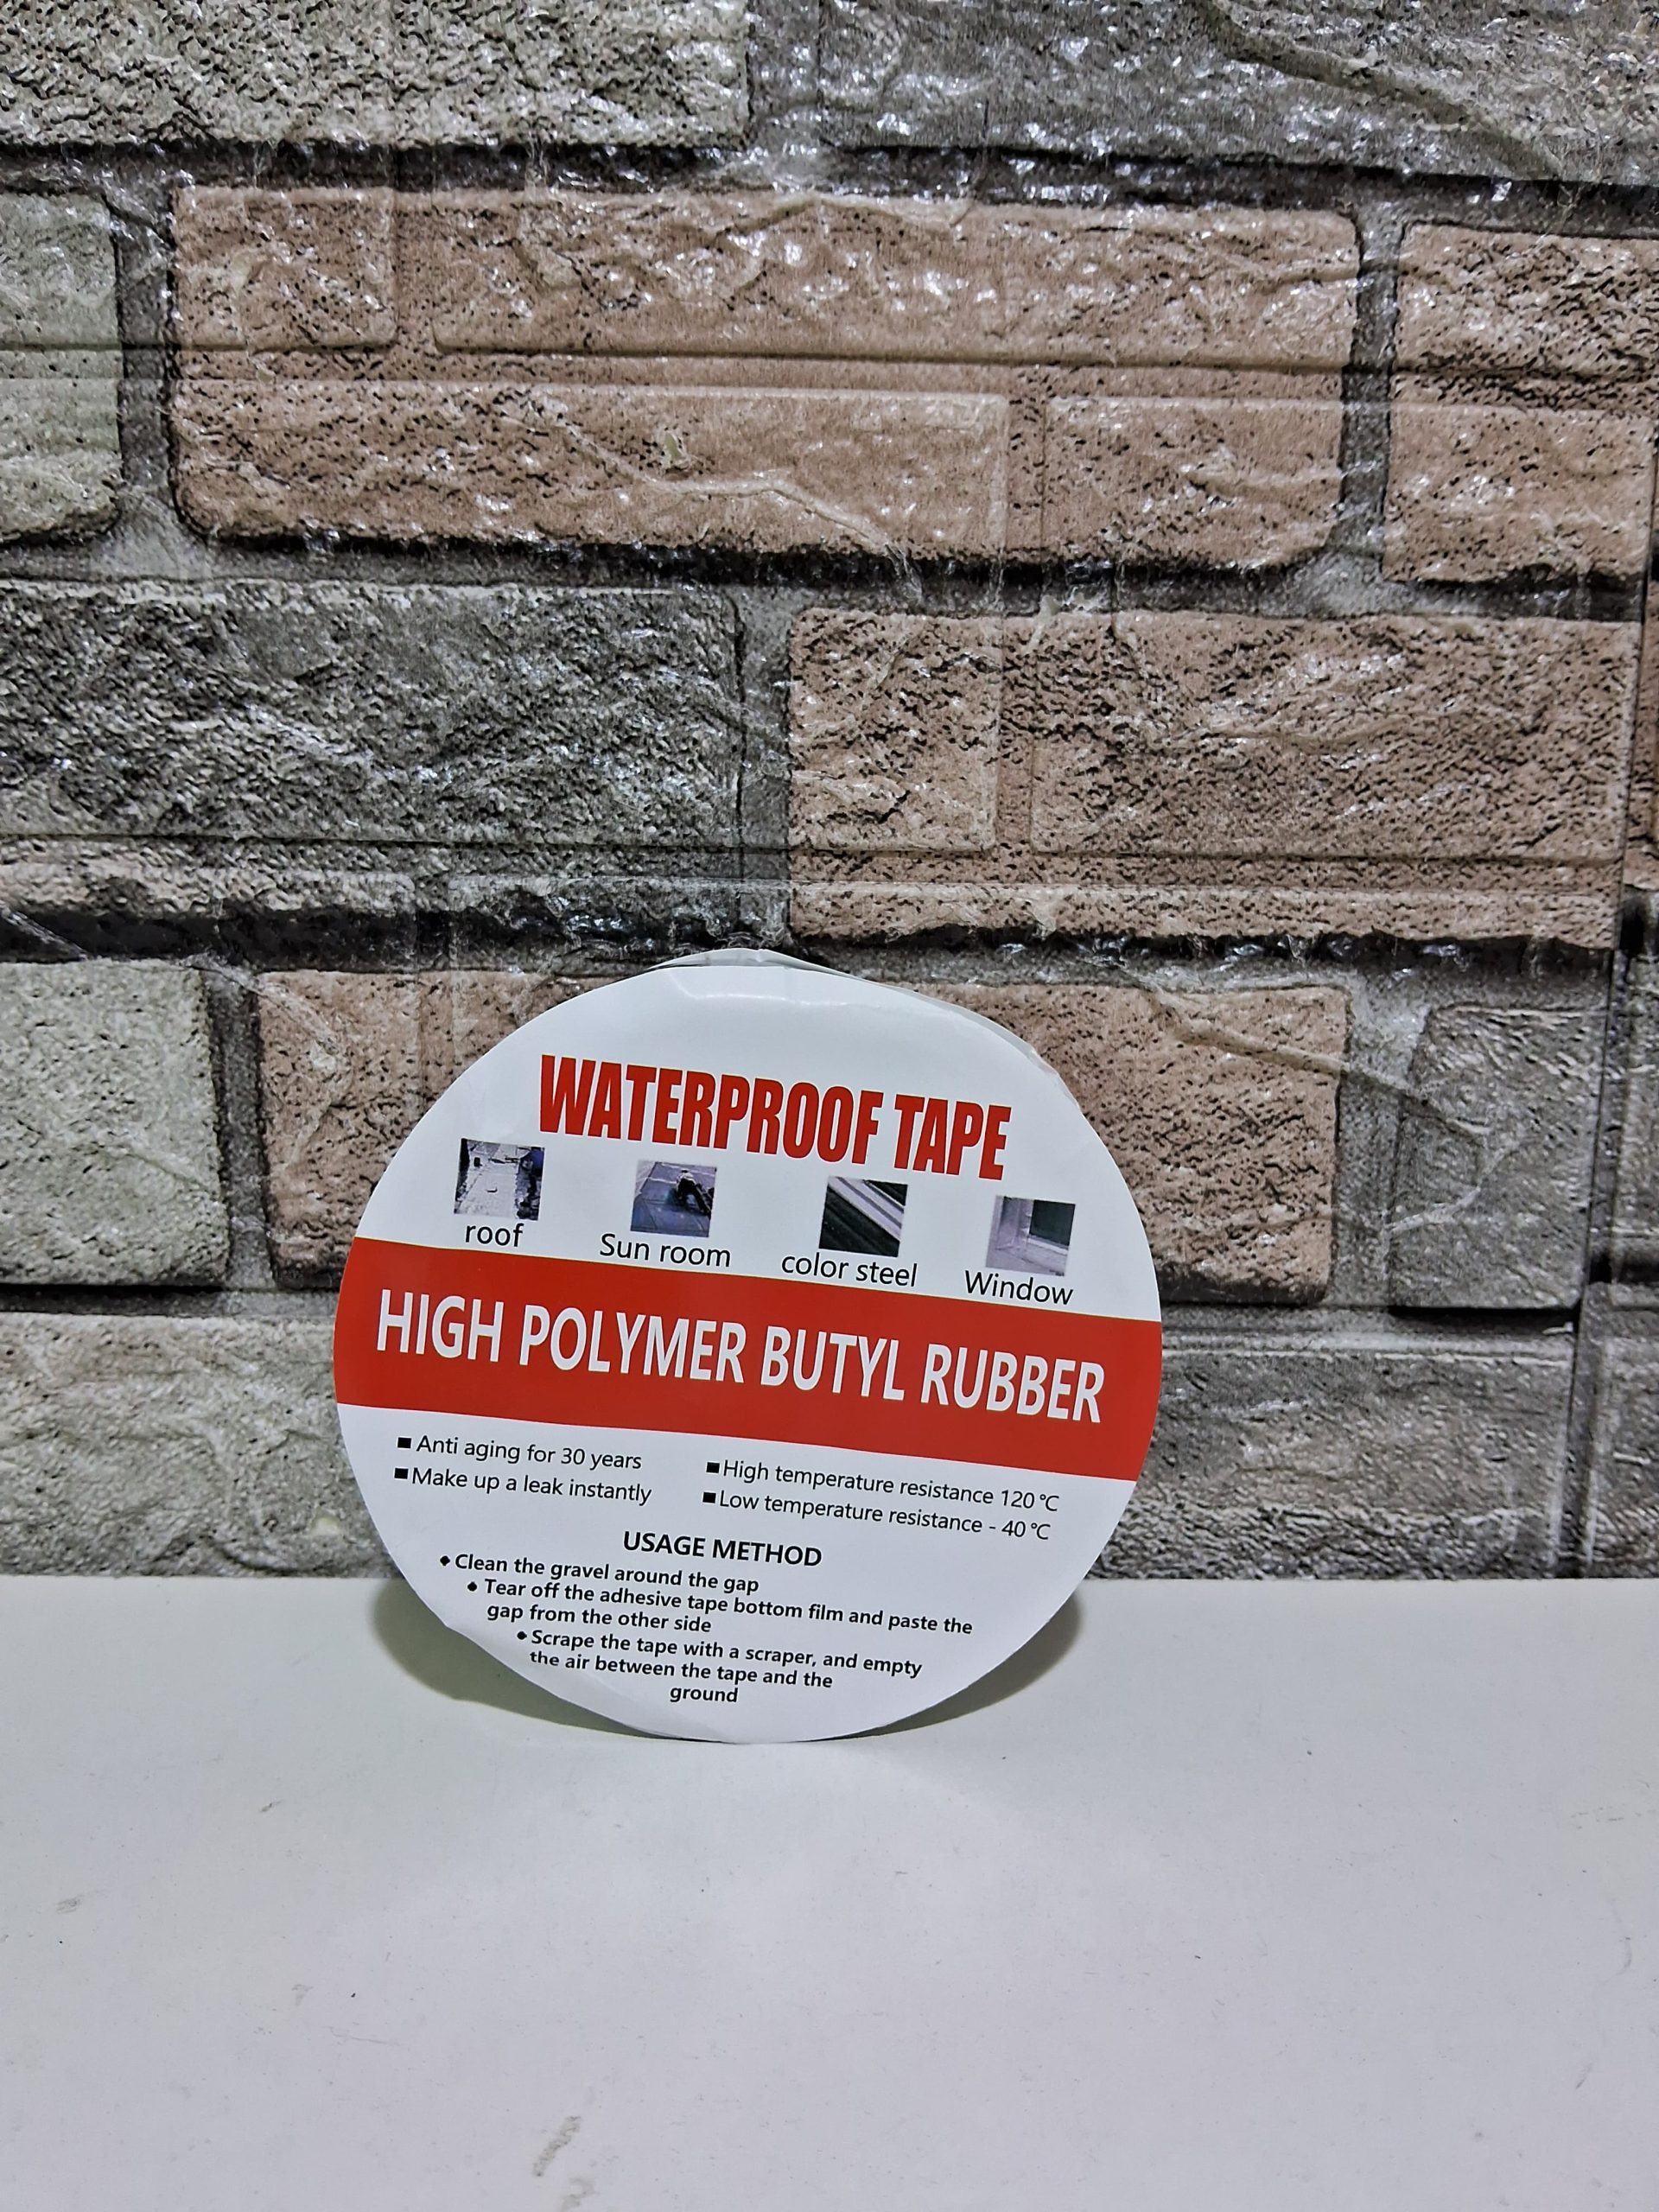 WATERPROOF TAPE
roof
Sun room
color steel
Window
HIGH POLYMER BUTYL RUBBER
■Anti aging for 30 years
■Make up a leak instantly
■High temperature resistance 120℃
■Low temperature resistance - 40℃
USAGE METHOD
◆Clean the gravel around the gap
◆Tear off the adhesive tape bottom film and paste the
gap from the other side
◆Scrape the tape with a scraper, and empty
the air between the tape and the
ground